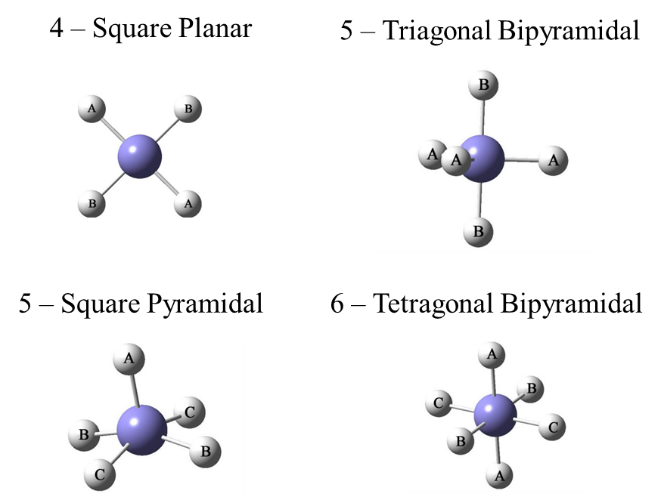 4 – Square Planar
5 – Triagonal Bipyramidal
A B
B A
B
A A A
B
5 – Square Pyramidal
6 – Tetragonal Bipyramidal
A
C
B B
C
A
B
C C
B
A